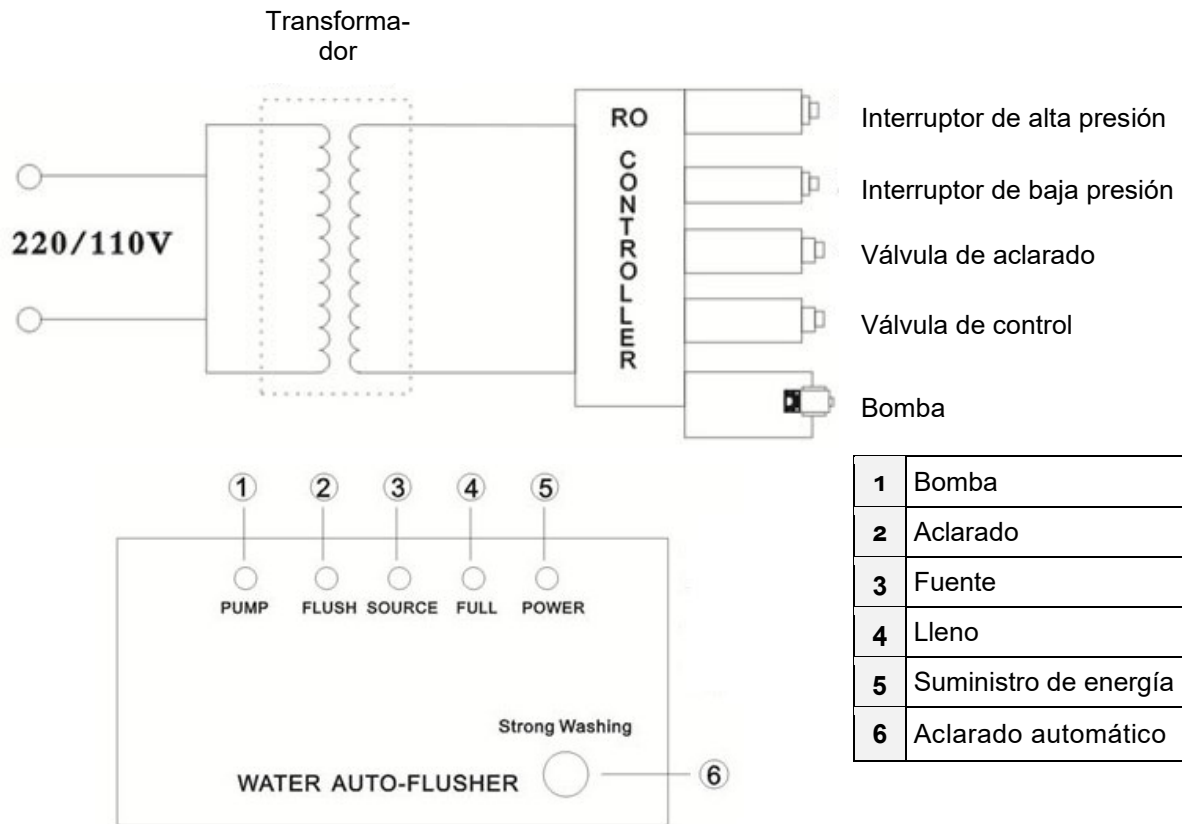 Transforma-
dor
220/110V
RO
CONTROLLER
Interruptor de alta presión
Interruptor de baja presión
Válvula de aclarado
Válvula de control
Bomba
1 2 3 4 5
PUMP FLUSH SOURCE FULL POWER
Strong Washing
WATER AUTO-FLUSHER 6
1 Bomba
2 Aclarado
3 Fuente
4 Lleno
5 Suministro de energía
6 Aclarado automático